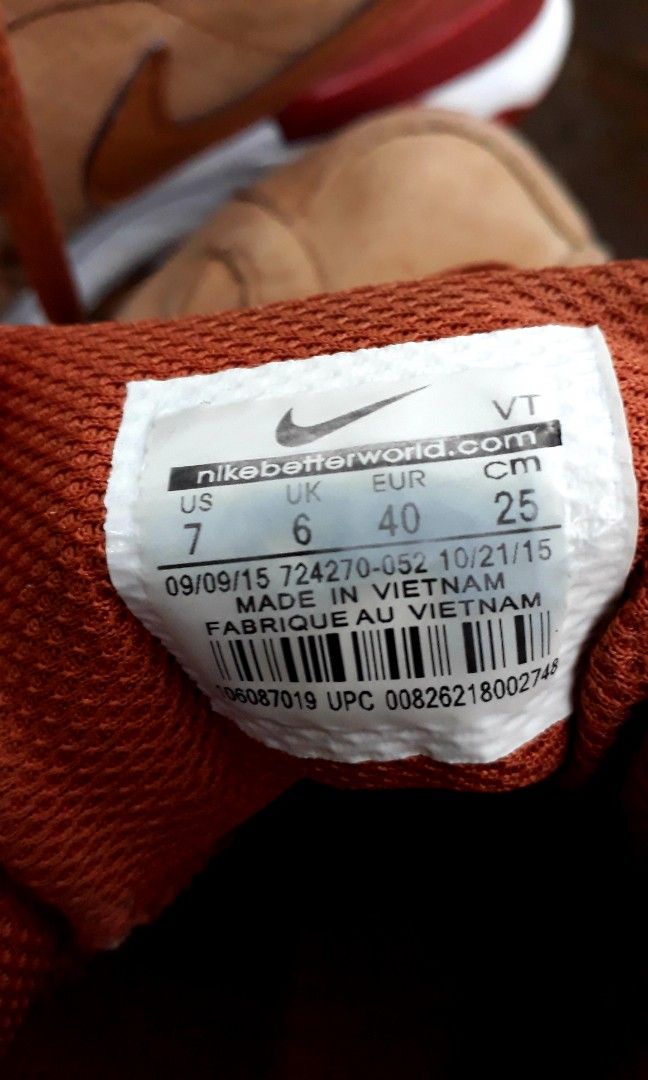 VT
nikebetterworld.com
US UK EUR Cm
7 6 40 25
09/09/15 724270-052 10/21/15
MADE IN VIETNAM
FABRIQUE AU VIETNAM
106087019 UPC 00826218002748